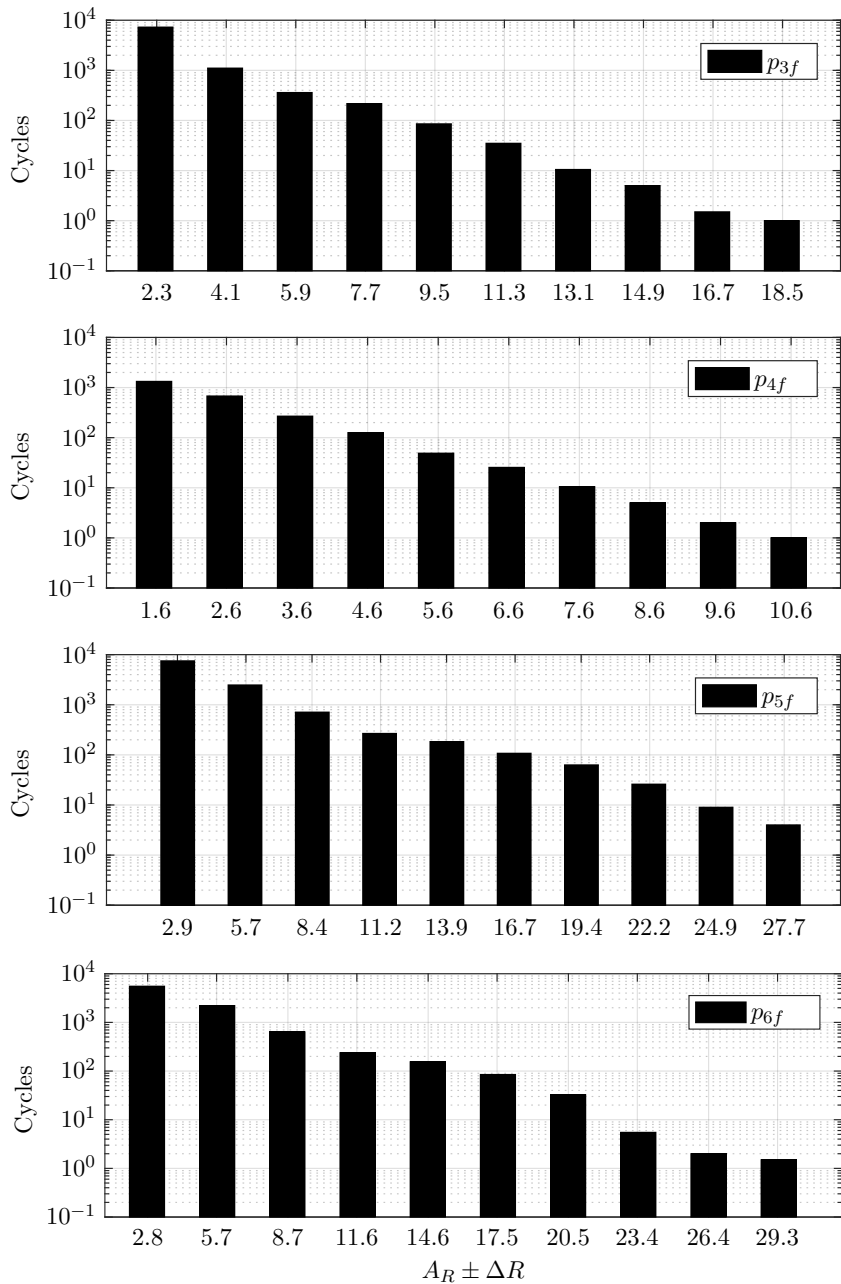 10^4
10^3
10^2
10^1
10^0
10^{-1}
Cycles
p_{3f}
2.3 4.1 5.9 7.7 9.5 11.3 13.1 14.9 16.7 18.5
10^4
10^3
10^2
10^1
10^0
10^{-1}
Cycles
p_{4f}
1.6 2.6 3.6 4.6 5.6 6.6 7.6 8.6 9.6 10.6
10^4
10^3
10^2
10^1
10^0
10^{-1}
Cycles
p_{5f}
2.9 5.7 8.4 11.2 13.9 16.7 19.4 22.2 24.9 27.7
10^4
10^3
10^2
10^1
10^0
10^{-1}
Cycles
p_{6f}
2.8 5.7 8.7 11.6 14.6 17.5 20.5 23.4 26.4 29.3
A_R ± ΔR